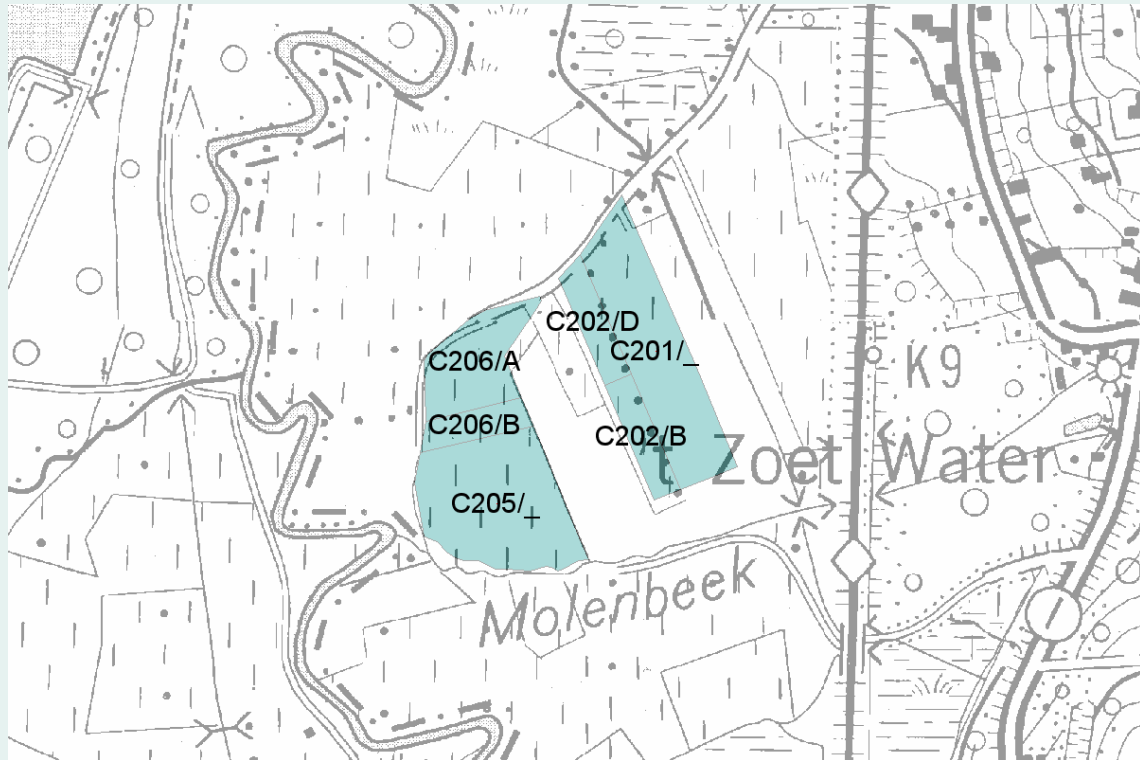 C202/D
C201/_
C206/A
K9
C206/B
C202/B
't Zoet Water
C205/_
Molenbeek